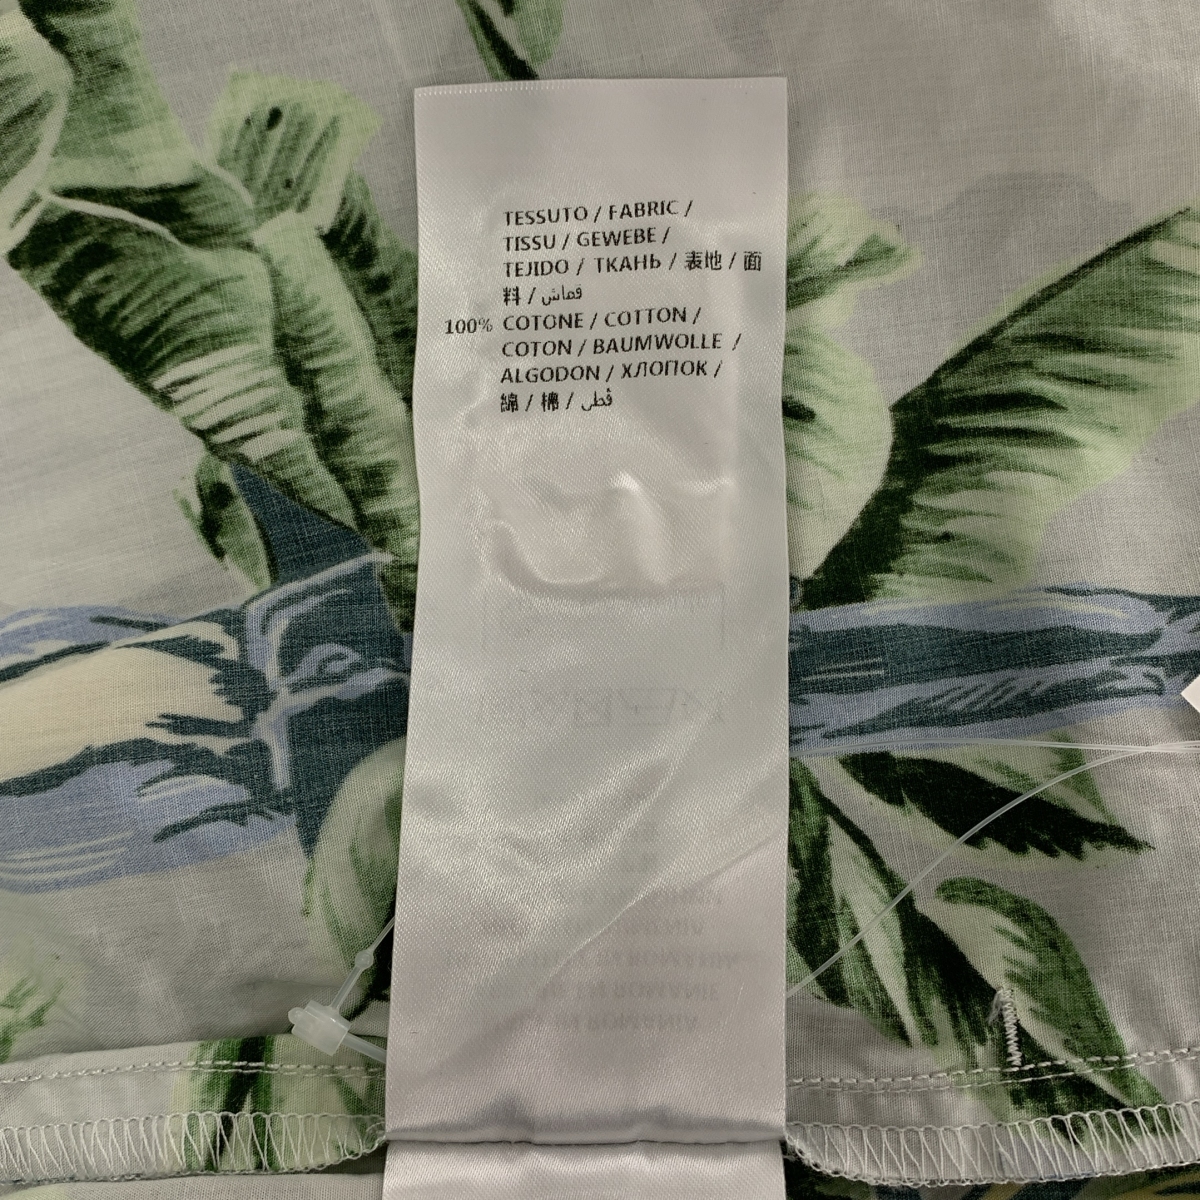 TESSUTO / FABRIC /
TISSU / GEWEBE /
TEJIDO / ТКАНЬ / 表地 / 面
料 / قماش
100% COTONE / COTTON /
COTON / BAUMWOLLE /
ALGODON / ХЛОПОК /
綿 / 棉 / قطن